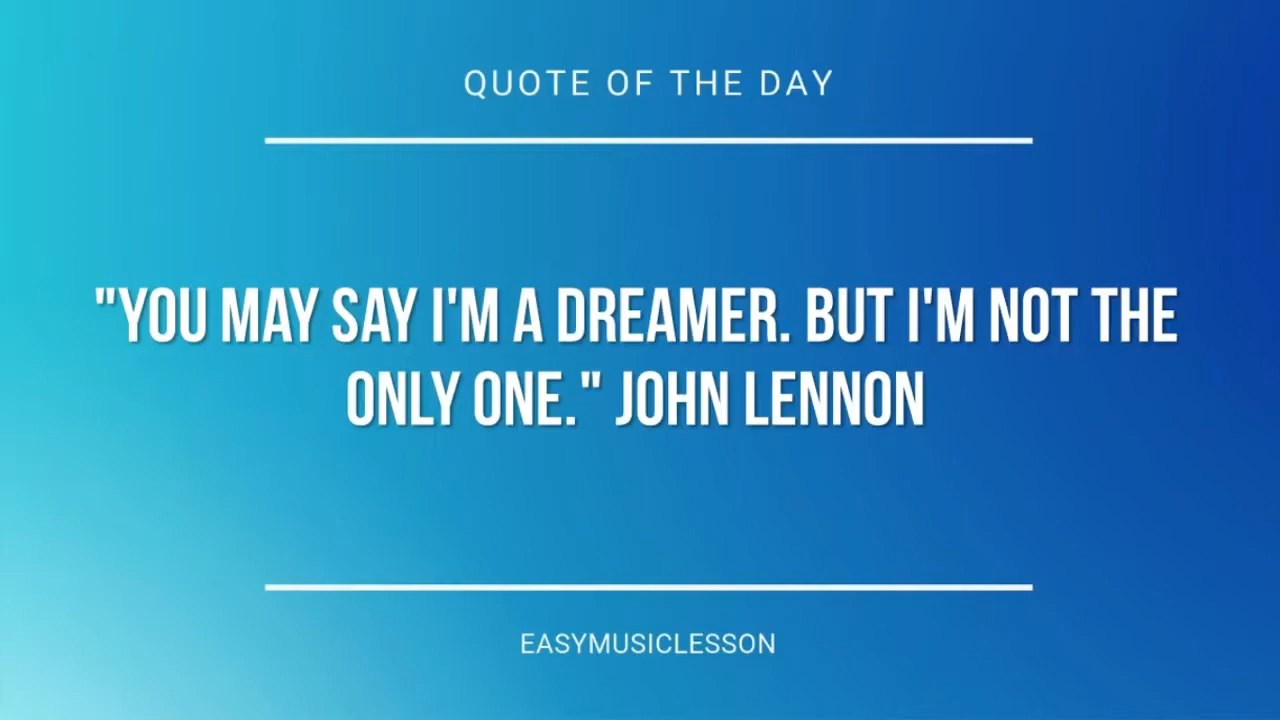 QUOTE OF THE DAY
"YOU MAY SAY I'M A DREAMER. BUT I'M NOT THE
ONLY ONE." JOHN LENNON
EASYMUSICLESSON